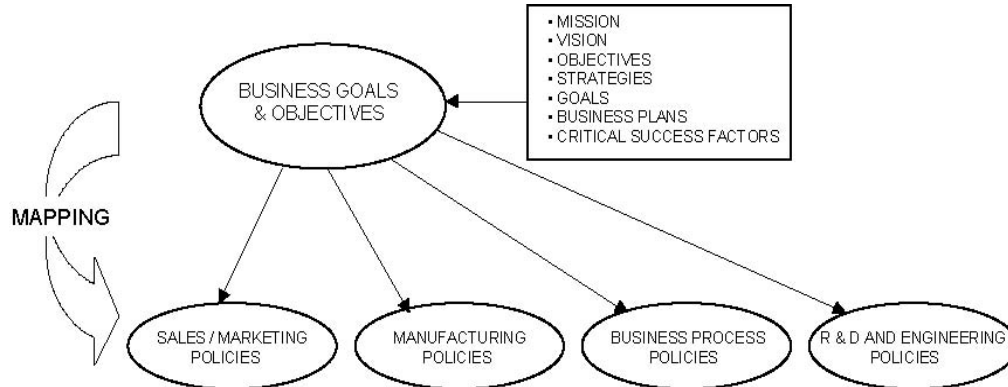 ▪ MISSION
▪ VISION
▪ OBJECTIVES
▪ STRATEGIES
▪ GOALS
▪ BUSINESS PLANS
▪ CRITICAL SUCCESS FACTORS
BUSINESS GOALS
& OBJECTIVES
MAPPING
SALES / MARKETING
POLICIES
MANUFACTURING
POLICIES
BUSINESS PROCESS
POLICIES
R & D AND ENGINEERING
POLICIES